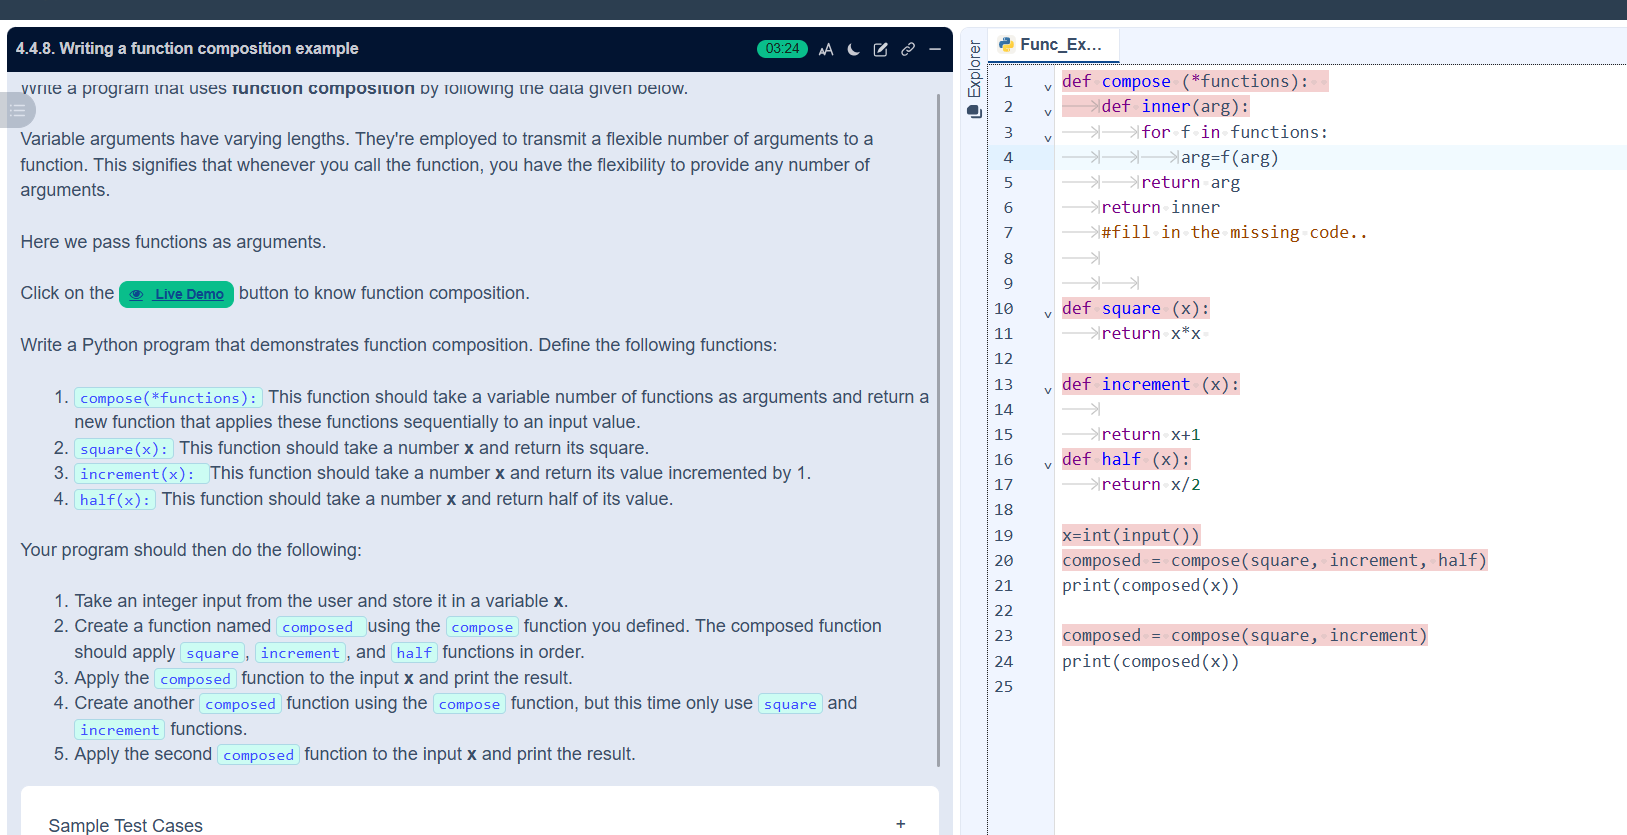 4.4.8. Writing a function composition example
03:24
Write a program that uses function composition by following the data given below.
Variable arguments have varying lengths. They're employed to transmit a flexible number of arguments to a
function. This signifies that whenever you call the function, you have the flexibility to provide any number of
arguments.
Here we pass functions as arguments.
Click on the Live Demo button to know function composition.
Write a Python program that demonstrates function composition. Define the following functions:
1. compose(*functions): This function should take a variable number of functions as arguments and return a
new function that applies these functions sequentially to an input value.
2. square(x): This function should take a number x and return its square.
3. increment(x): This function should take a number x and return its value incremented by 1.
4. half(x): This function should take a number x and return half of its value.
Your program should then do the following:
1. Take an integer input from the user and store it in a variable x.
2. Create a function named composed using the compose function you defined. The composed function
should apply square, increment, and half functions in order.
3. Apply the composed function to the input x and print the result.
4. Create another composed function using the compose function, but this time only use square and
increment functions.
5. Apply the second composed function to the input x and print the result.
Sample Test Cases +
Explorer
Func_Ex...
1 def compose (*functions):
2 def inner(arg):
3 for f in functions:
4 arg=f(arg)
5 return arg
6 return inner
7 #fill in the missing code..
8
9
10 def square (x):
11 return x*x
12
13 def increment (x):
14
15 return x+1
16 def half (x):
17 return x/2
18
19 x=int(input())
20 composed = compose(square, increment, half)
21 print(composed(x))
22
23 composed = compose(square, increment)
24 print(composed(x))
25